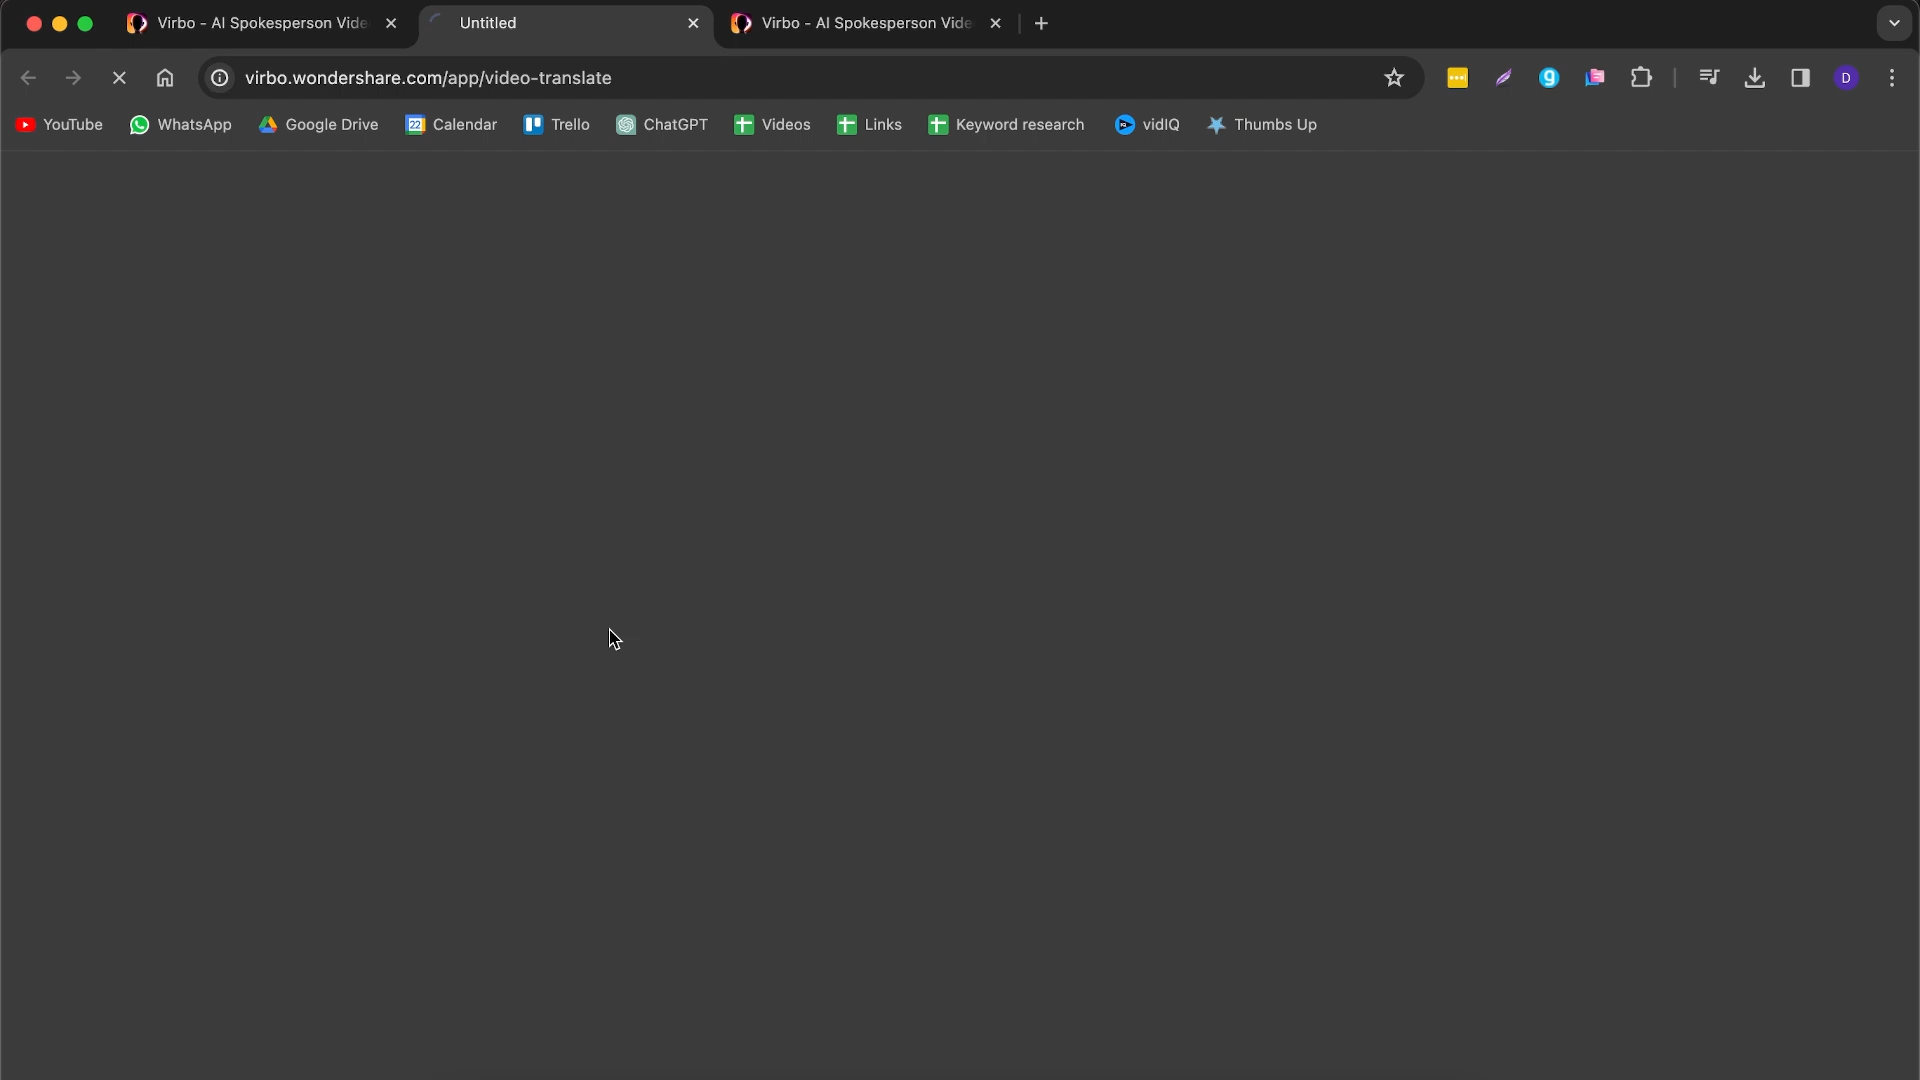 Virbo - AI Spokesperson Vide
Untitled
Virbo - AI Spokesperson Vide
virbo.wondershare.com/app/video-translate
g
D
YouTube
WhatsApp
Google Drive
22
Calendar
Trello
ChatGPT
Videos
Links
Keyword research
vidIQ
Thumbs Up